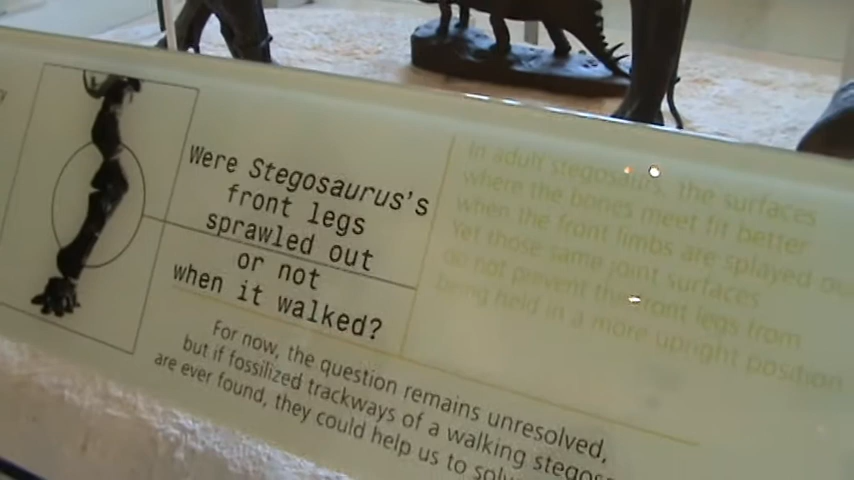 Were Stegosaurus's
front legs
sprawled out
or not
when it walked?
In adult stegosaurus, the surfaces
where the bones meet fit better
when the front limbs are splayed
Yet those same joint surfaces
do not prevent the front legs from
being held in a more upright position
For now, the question remains unresolved,
but if fossilized trackways of a walking
are ever found, they could help us to